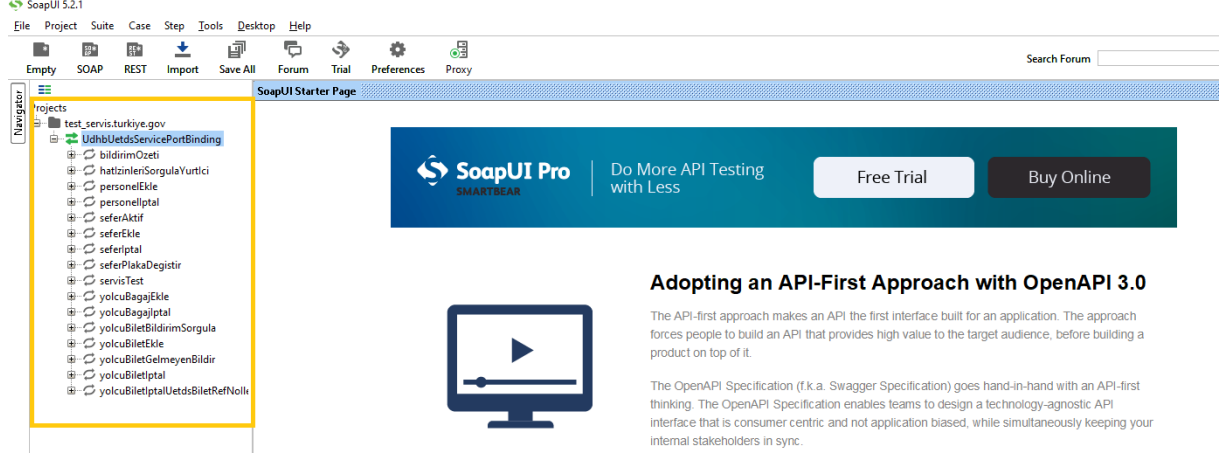 SoapUI 5.2.1
File Project Suite Case Step Tools Desktop Help
Empty SOAP REST Import Save All Forum Trial Preferences Proxy
Search Forum
Navigator
Projects
test_servis.turkiye.gov
UdhbUetdsServicePortBinding
bildirimOzeti
hatIzinleriSorgulaYurtIci
personelEkle
personelIptal
seferAktif
seferEkle
seferIptal
seferPlakaDegistir
servisTest
yolcuBagajEkle
yolcuBagajIptal
yolcuBiletBildirimSorgula
yolcuBiletEkle
yolcuBiletGelmeyenBildir
yolcuBiletIptal
yolcuBiletIptalUetdsBiletRefNoIle
SoapUI Starter Page
SoapUI Pro
SMARTBEAR
Do More API Testing
with Less
Free Trial
Buy Online
Adopting an API-First Approach with OpenAPI 3.0
The API-first approach makes an API the first interface built for an application. The approach
forces people to build an API that provides high value to the target audience, before building a
product on top of it.
The OpenAPI Specification (f.k.a. Swagger Specification) goes hand-in-hand with an API-first
thinking. The OpenAPI Specification enables teams to design a technology-agnostic API
interface that is consumer centric and not application biased, while simultaneously keeping your
internal stakeholders in sync.